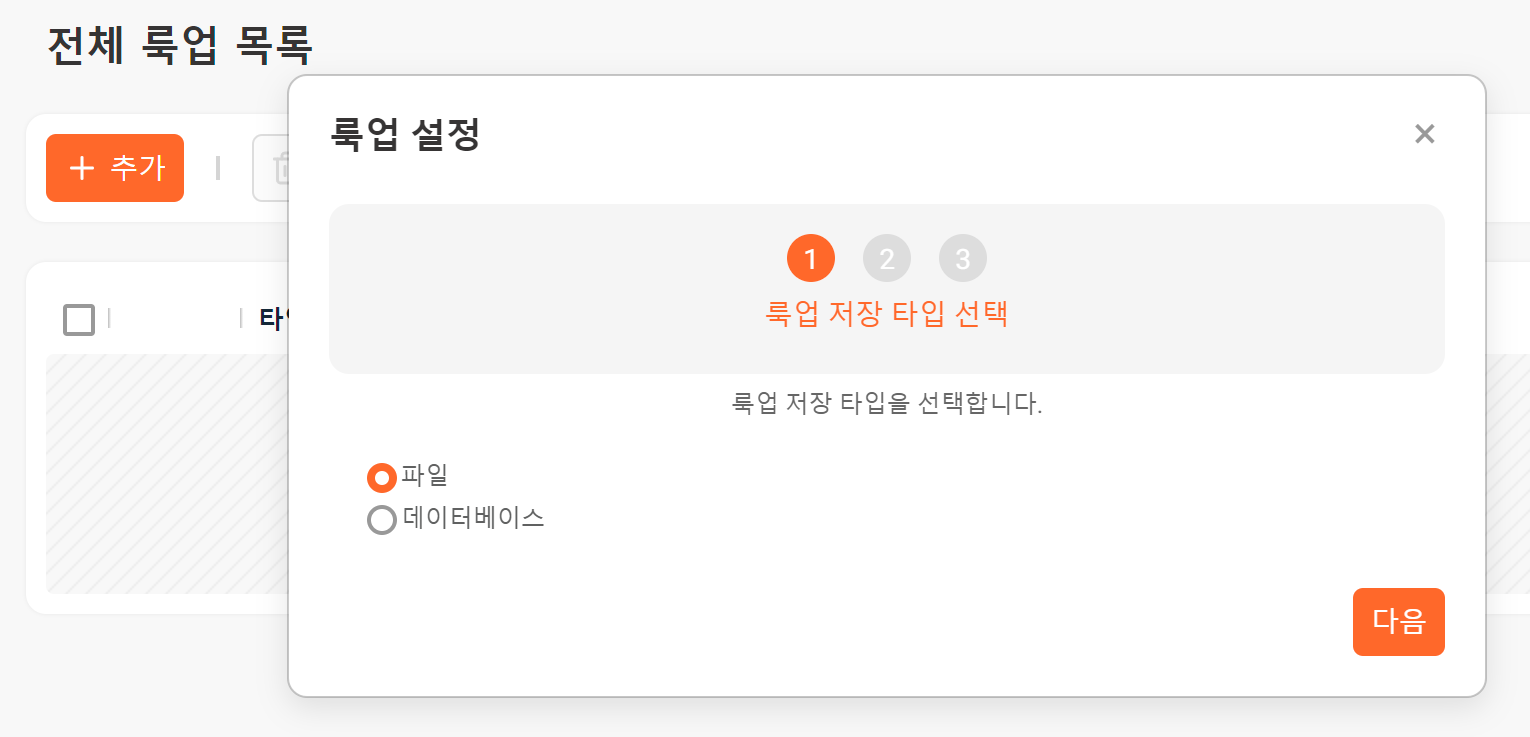 전체 룩업 목록
추가
룩업 설정
1 2 3
룩업 저장 타입 선택
룩업 저장 타입을 선택합니다.
파일
데이터베이스
다음